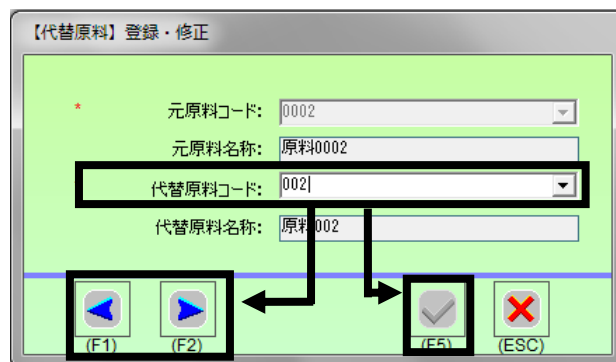 【代替原料】登録・修正
* 元原料コード: 0002
元原料名称: 原料0002
代替原料コード: 002
代替原料名称: 原料002
(F1) (F2) (F5) (ESC)